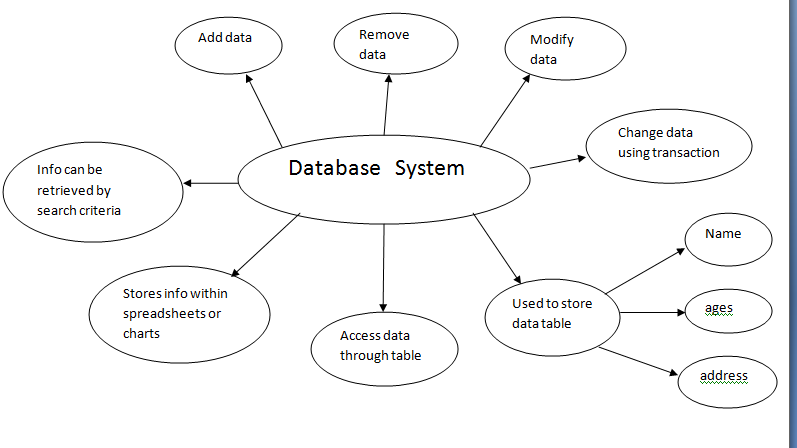 Add data
Remove
data
Modify
data
Change data
using transaction
Database System
Info can be
retrieved by
search criteria
Name
Stores info within
spreadsheets or
charts
Used to store
data table
ages
Access data
through table
address